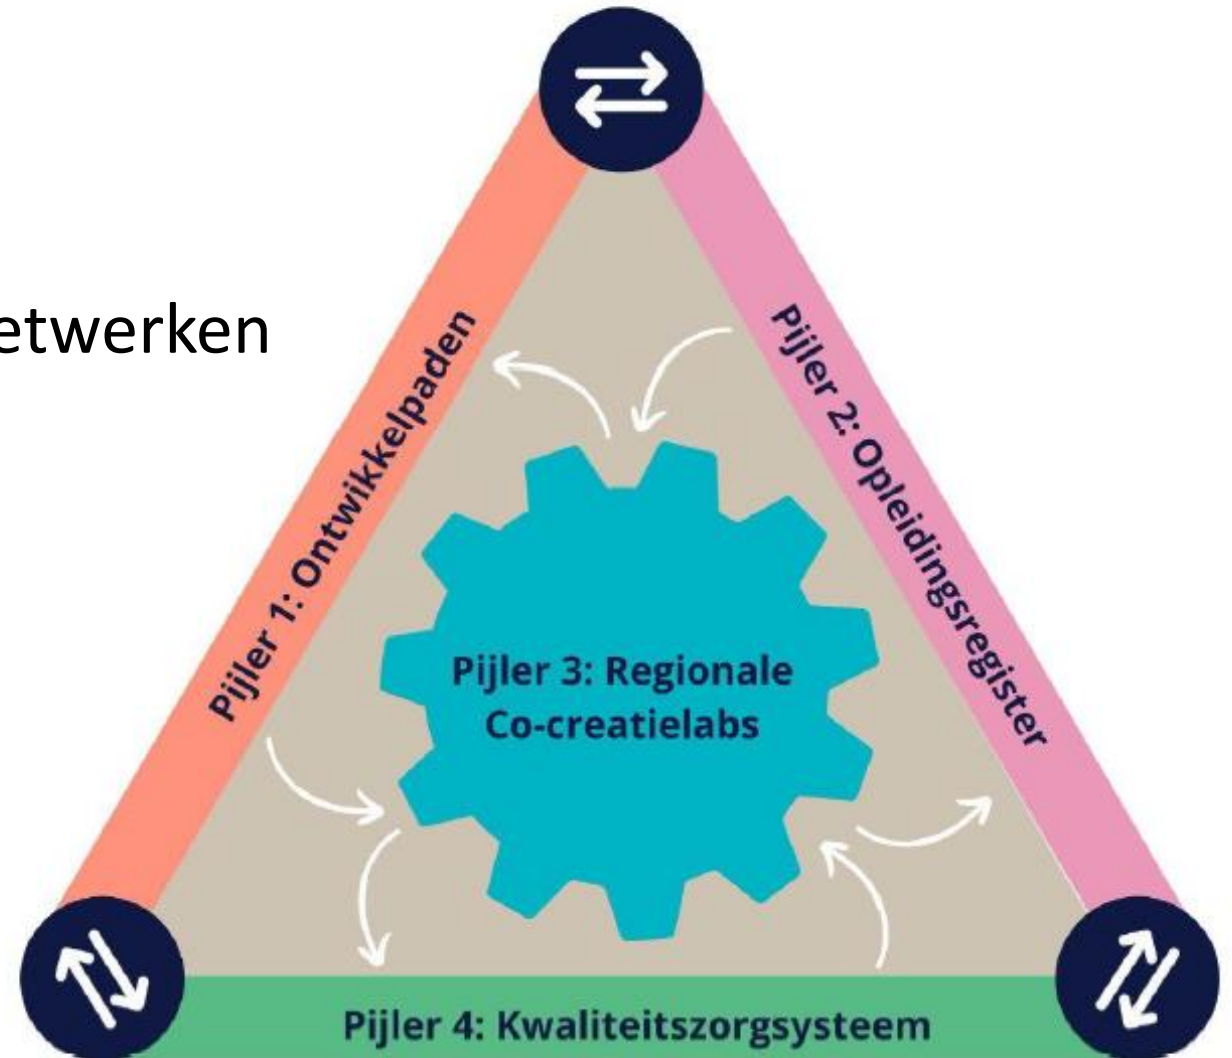 etwerken
Pijler 1: Ontwikkelpaden
Pijler 2: Opleidingsregister
Pijler 3: Regionale
Co-creatielabs
Pijler 4: Kwaliteitszorgsysteem